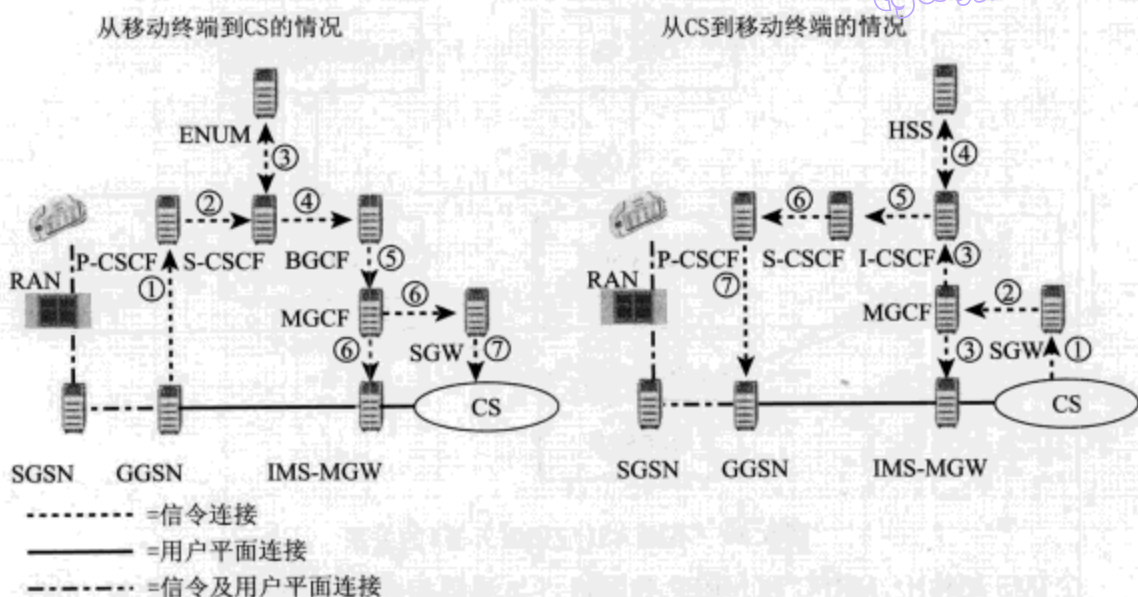 从移动终端到CS的情况
从CS到移动终端的情况
ENUM
③
②
④
P-CSCF
S-CSCF
BGCF
⑤
RAN
①
MGCF
⑥
⑥
SGW
⑦
CS
SGSN
GGSN
IMS-MGW
HSS
④
⑥
⑤
P-CSCF
S-CSCF
I-CSCF
③
RAN
⑦
MGCF
②
③
SGW
①
CS
SGSN
GGSN
IMS-MGW
=信令连接
=用户平面连接
=信令及用户平面连接